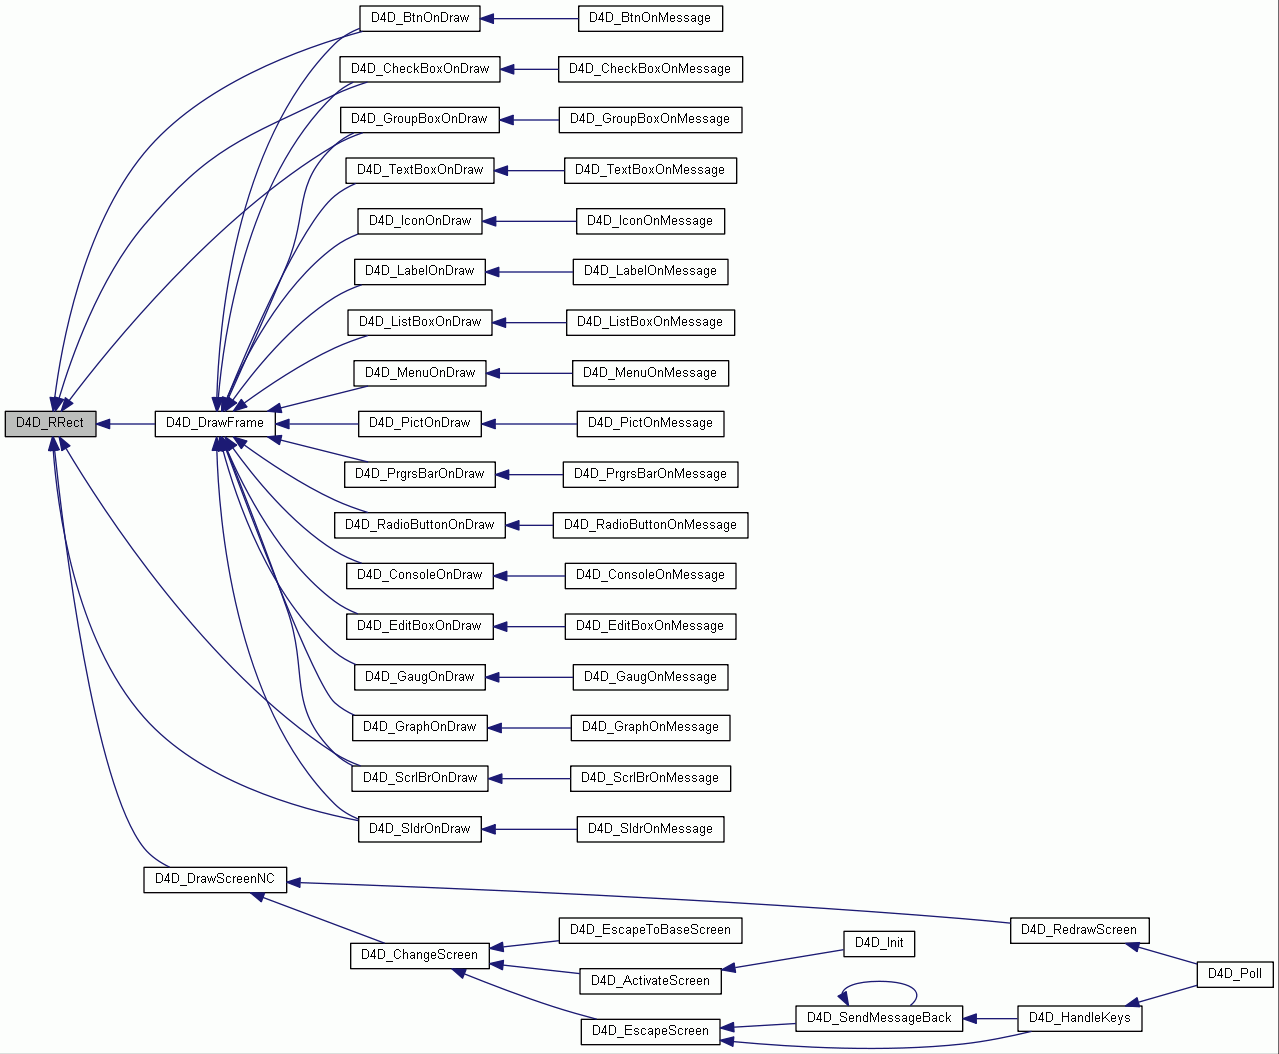 D4D_BtnOnDraw
D4D_BtnOnMessage
D4D_CheckBoxOnDraw
D4D_CheckBoxOnMessage
D4D_GroupBoxOnDraw
D4D_GroupBoxOnMessage
D4D_TextBoxOnDraw
D4D_TextBoxOnMessage
D4D_IconOnDraw
D4D_IconOnMessage
D4D_LabelOnDraw
D4D_LabelOnMessage
D4D_ListBoxOnDraw
D4D_ListBoxOnMessage
D4D_MenuOnDraw
D4D_MenuOnMessage
D4D_RRect
D4D_DrawFrame
D4D_PictOnDraw
D4D_PictOnMessage
D4D_PrgrsBarOnDraw
D4D_PrgrsBarOnMessage
D4D_RadioButtonOnDraw
D4D_RadioButtonOnMessage
D4D_ConsoleOnDraw
D4D_ConsoleOnMessage
D4D_EditBoxOnDraw
D4D_EditBoxOnMessage
D4D_GaugOnDraw
D4D_GaugOnMessage
D4D_GraphOnDraw
D4D_GraphOnMessage
D4D_ScrlBrOnDraw
D4D_ScrlBrOnMessage
D4D_SldrOnDraw
D4D_SldrOnMessage
D4D_DrawScreenNC
D4D_EscapeToBaseScreen
D4D_RedrawScreen
D4D_Init
D4D_ChangeScreen
D4D_Poll
D4D_ActivateScreen
D4D_SendMessageBack
D4D_HandleKeys
D4D_EscapeScreen